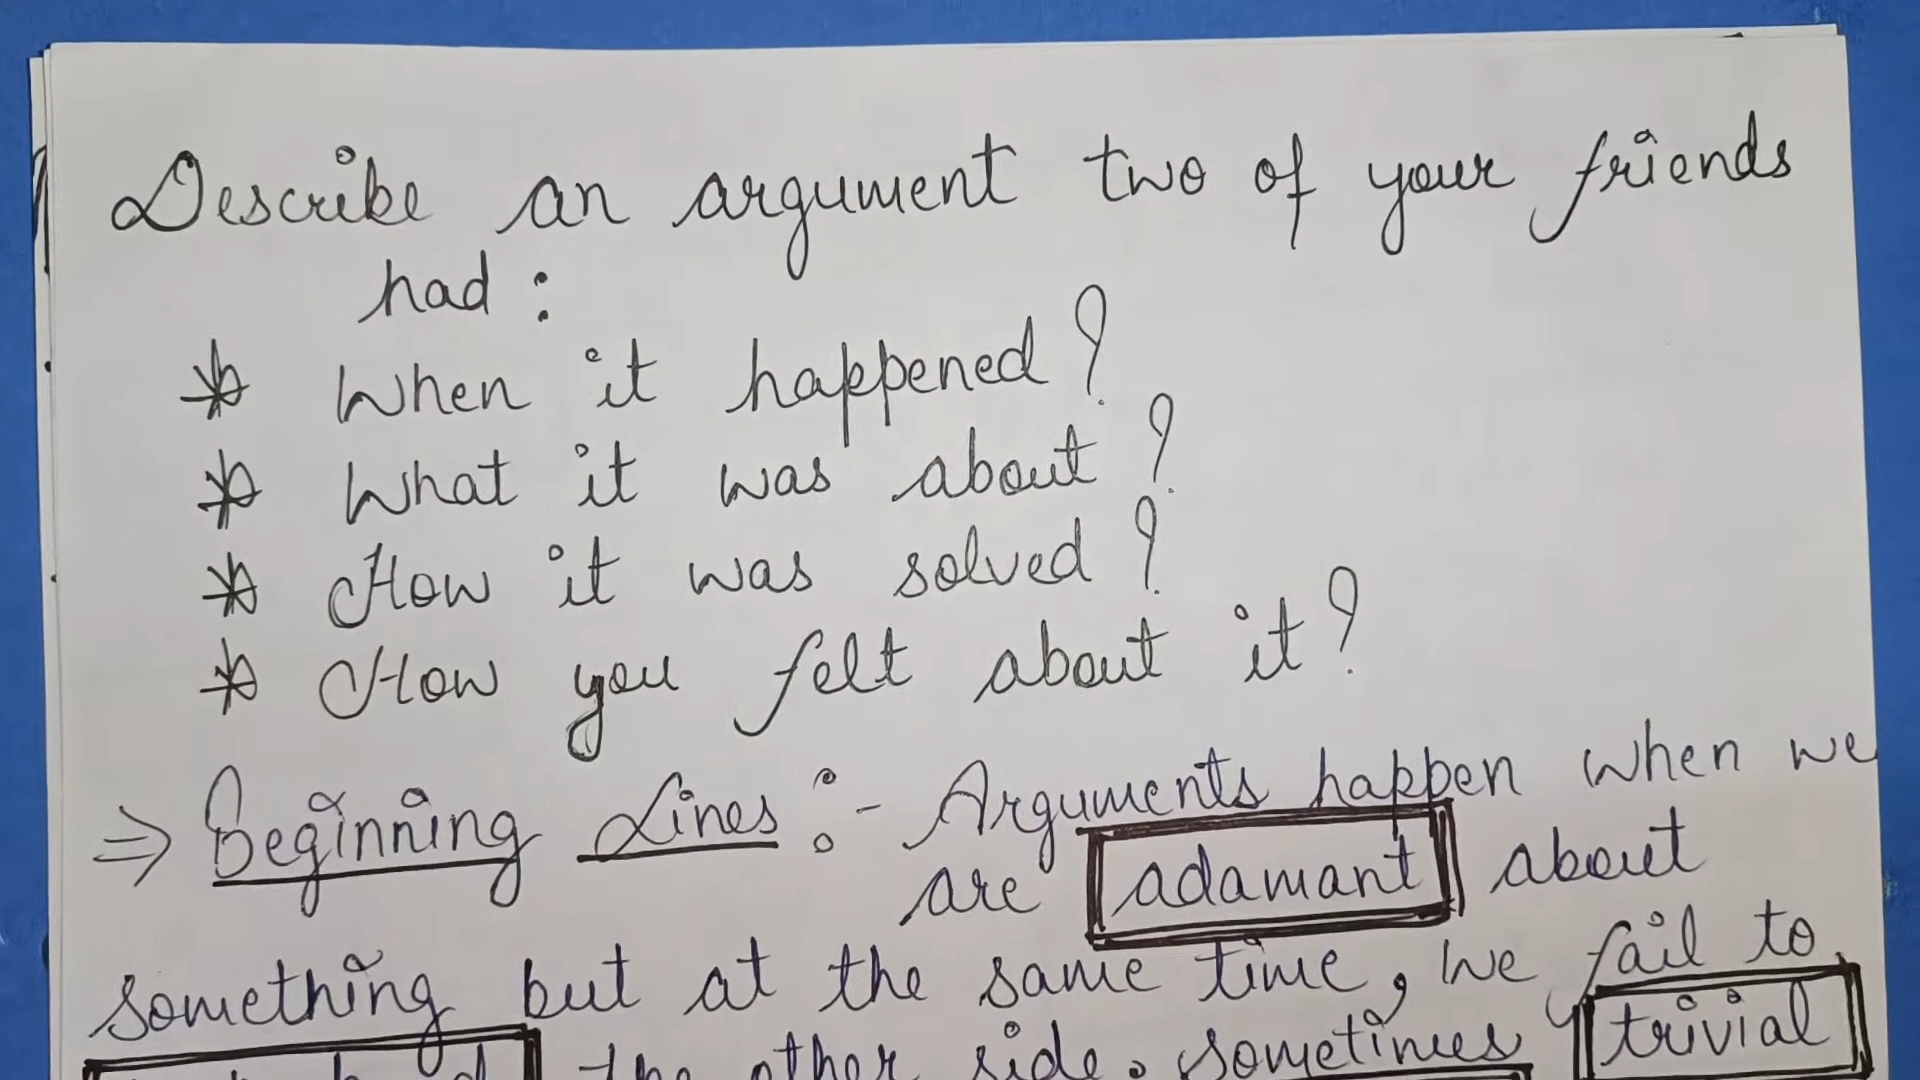 Describe an argument two of your friends
had :
* When it happened ?
* What it was about ?
* How it was solved ?
* How you felt about it ?
⇒ Beginning Lines :- Arguments happen when we
are adamant about
something but at the same time, we fail to
the other side. Sometimes trivial